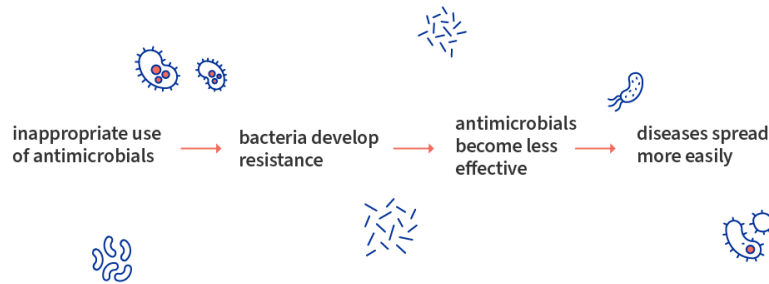 inappropriate use
of antimicrobials
bacteria develop
resistance
antimicrobials
become less
effective
diseases spread
more easily